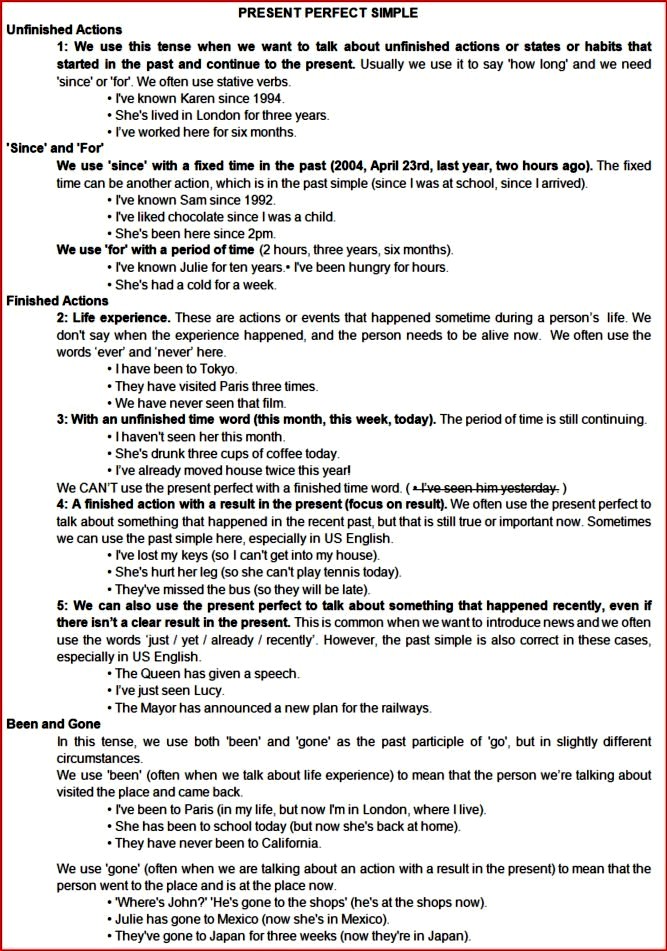 PRESENT PERFECT SIMPLE
Unfinished Actions
1: We use this tense when we want to talk about unfinished actions or states or habits that
started in the past and continue to the present. Usually we use it to say 'how long' and we need
'since' or 'for'. We often use stative verbs.
• I've known Karen since 1994.
• She's lived in London for three years.
• I've worked here for six months.
'Since' and 'For'
We use 'since' with a fixed time in the past (2004, April 23rd, last year, two hours ago). The fixed
time can be another action, which is in the past simple (since I was at school, since I arrived).
• I've known Sam since 1992.
• I've liked chocolate since I was a child.
• She's been here since 2pm.
We use 'for' with a period of time (2 hours, three years, six months).
• I've known Julie for ten years.• I've been hungry for hours.
• She's had a cold for a week.
Finished Actions
2: Life experience. These are actions or events that happened sometime during a person's life. We
don't say when the experience happened, and the person needs to be alive now. We often use the
words 'ever' and 'never' here.
• I have been to Tokyo.
• They have visited Paris three times.
• We have never seen that film.
3: With an unfinished time word (this month, this week, today). The period of time is still continuing.
• I haven't seen her this month.
• She's drunk three cups of coffee today.
• I've already moved house twice this year!
We CAN'T use the present perfect with a finished time word. ( • I've seen him yesterday. )
4: A finished action with a result in the present (focus on result). We often use the present perfect to
talk about something that happened in the recent past, but that is still true or important now. Sometimes
we can use the past simple here, especially in US English.
• I've lost my keys (so I can't get into my house).
• She's hurt her leg (so she can't play tennis today).
• They've missed the bus (so they will be late).
5: We can also use the present perfect to talk about something that happened recently, even if
there isn't a clear result in the present. This is common when we want to introduce news and we often
use the words 'just / yet / already / recently'. However, the past simple is also correct in these cases,
especially in US English.
• The Queen has given a speech.
• I've just seen Lucy.
• The Mayor has announced a new plan for the railways.
Been and Gone
In this tense, we use both 'been' and 'gone' as the past participle of 'go', but in slightly different
circumstances.
We use 'been' (often when we talk about life experience) to mean that the person we're talking about
visited the place and came back.
• I've been to Paris (in my life, but now I'm in London, where I live).
• She has been to school today (but now she's back at home).
• They have never been to California.
We use 'gone' (often when we are talking about an action with a result in the present) to mean that the
person went to the place and is at the place now.
• 'Where's John?' 'He's gone to the shops' (he's at the shops now).
• Julie has gone to Mexico (now she's in Mexico).
• They've gone to Japan for three weeks (now they're in Japan).